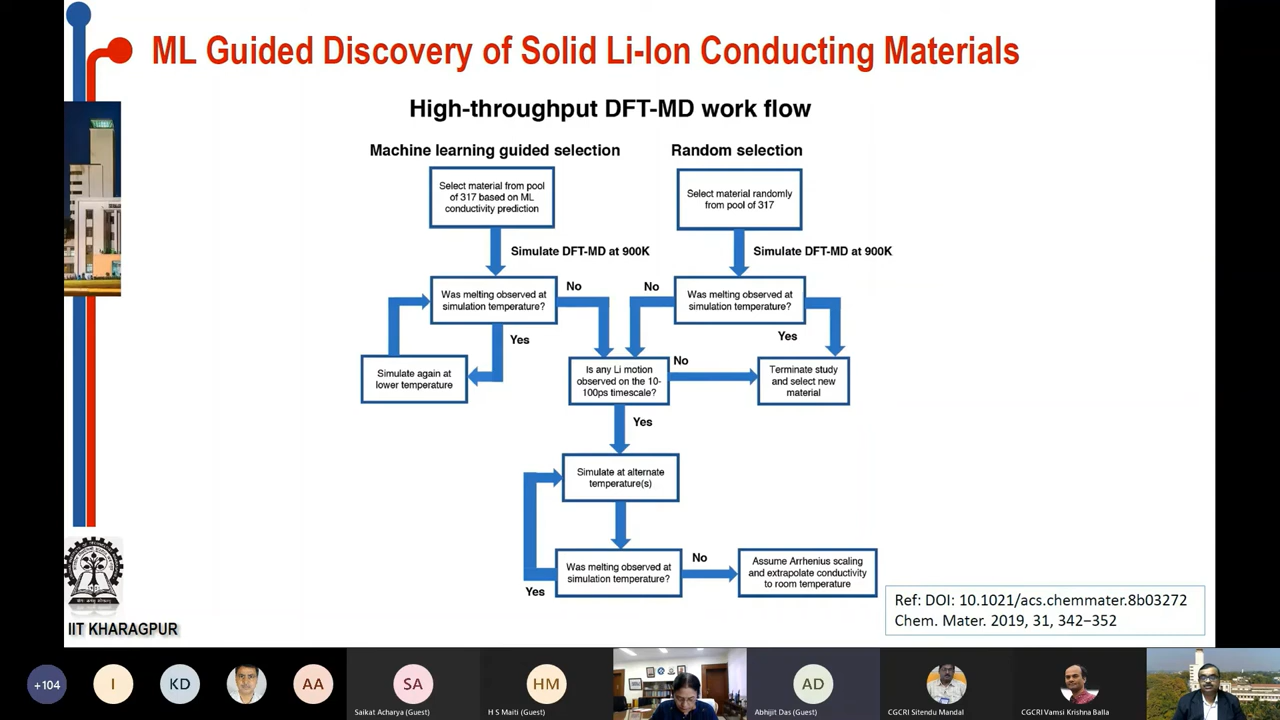 ML Guided Discovery of Solid Li-Ion Conducting Materials
High-throughput DFT-MD work flow
Machine learning guided selection
Random selection
Select material from pool
of 317 based on ML
conductivity prediction
Select material randomly
from pool of 317
Simulate DFT-MD at 900K
Simulate DFT-MD at 900K
Was melting observed at
simulation temperature?
No
No
Was melting observed at
simulation temperature?
Yes
Yes
Simulate again at
lower temperature
Is any Li motion
observed on the 10-
100ps timescale?
No
Terminate study
and select new
material
Yes
Simulate at alternate
temperature(s)
Was melting observed at
simulation temperature?
No
Yes
Assume Arrhenius scaling
and extrapolate conductivity
to room temperature
Ref: DOI: 10.1021/acs.chemmater.8b03272
Chem. Mater. 2019, 31, 342−352
IIT KHARAGPUR
+104
I
KD
AA
SA
Saikat Acharya (Guest)
HM
H S Maiti (Guest)
AD
Abhijit Das (Guest)
CGCRI Sitendu Mandal
CGCRI Vamsi Krishna Balla